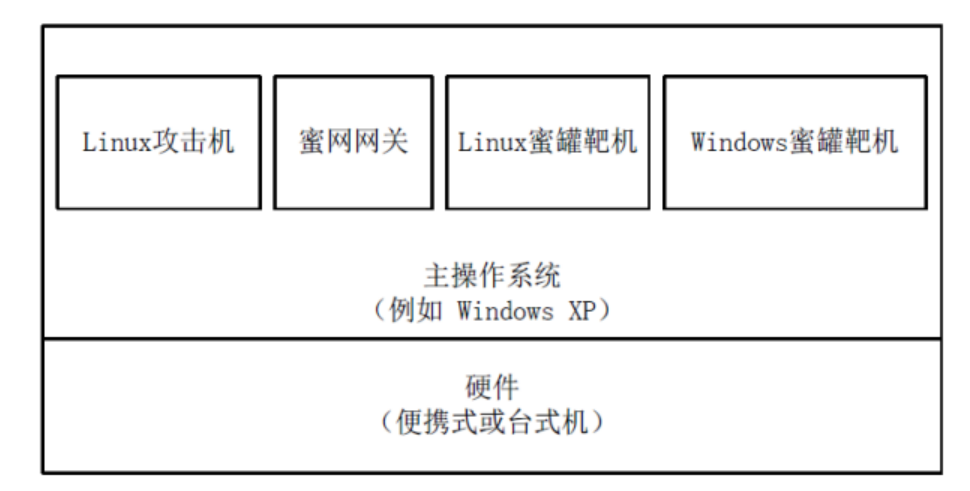 Linux攻击机
蜜网网关
Linux蜜罐靶机
Windows蜜罐靶机
主操作系统
（例如 Windows XP）
硬件
（便携式或台式机）